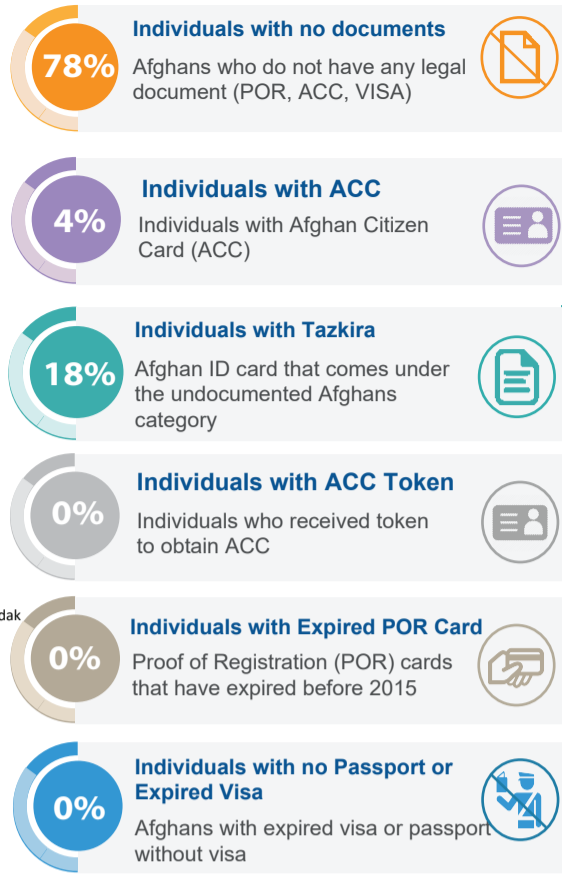 Individuals with no documents
78%
Afghans who do not have any legal
document (POR, ACC, VISA)
Individuals with ACC
4%
Individuals with Afghan Citizen
Card (ACC)
Individuals with Tazkira
18%
Afghan ID card that comes under
the undocumented Afghans
category
Individuals with ACC Token
0%
Individuals who received token
to obtain ACC
dak
Individuals with Expired POR Card
0%
Proof of Registration (POR) cards
that have expired before 2015
Individuals with no Passport or
Expired Visa
0%
Afghans with expired visa or passport
without visa